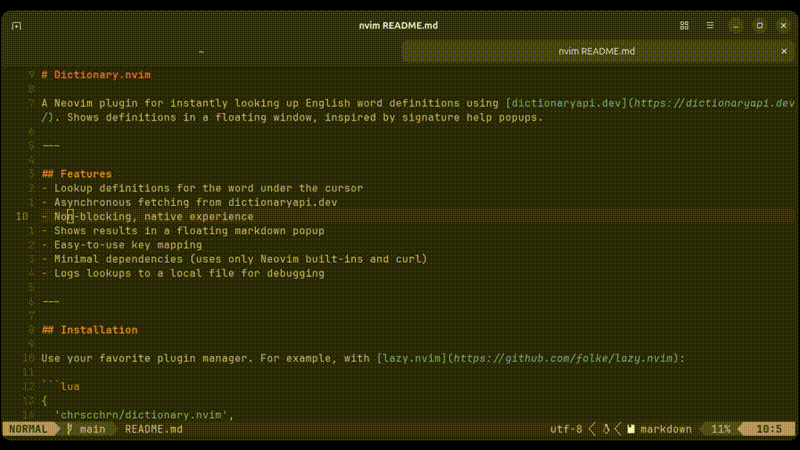 nvim README.md
~
nvim README.md
9 # Dictionary.nvim
8
7 A Neovim plugin for instantly looking up English word definitions using [dictionaryapi.dev](https://dictionaryapi.dev
/). Shows definitions in a floating window, inspired by signature help popups.
6
5 ---
4
3 ## Features
2 - Lookup definitions for the word under the cursor
1 - Asynchronous fetching from dictionaryapi.dev
10 - Non-blocking, native experience
1 - Shows results in a floating markdown popup
2 - Easy-to-use key mapping
3 - Minimal dependencies (uses only Neovim built-ins and curl)
4 - Logs lookups to a local file for debugging
5
6 ---
7
8 ## Installation
9
10 Use your favorite plugin manager. For example, with [lazy.nvim](https://github.com/folke/lazy.nvim):
11
12 ```lua
13 {
14 'chrscchrn/dictionary.nvim',
NORMAL main README.md utf-8 markdown 11% 10:5